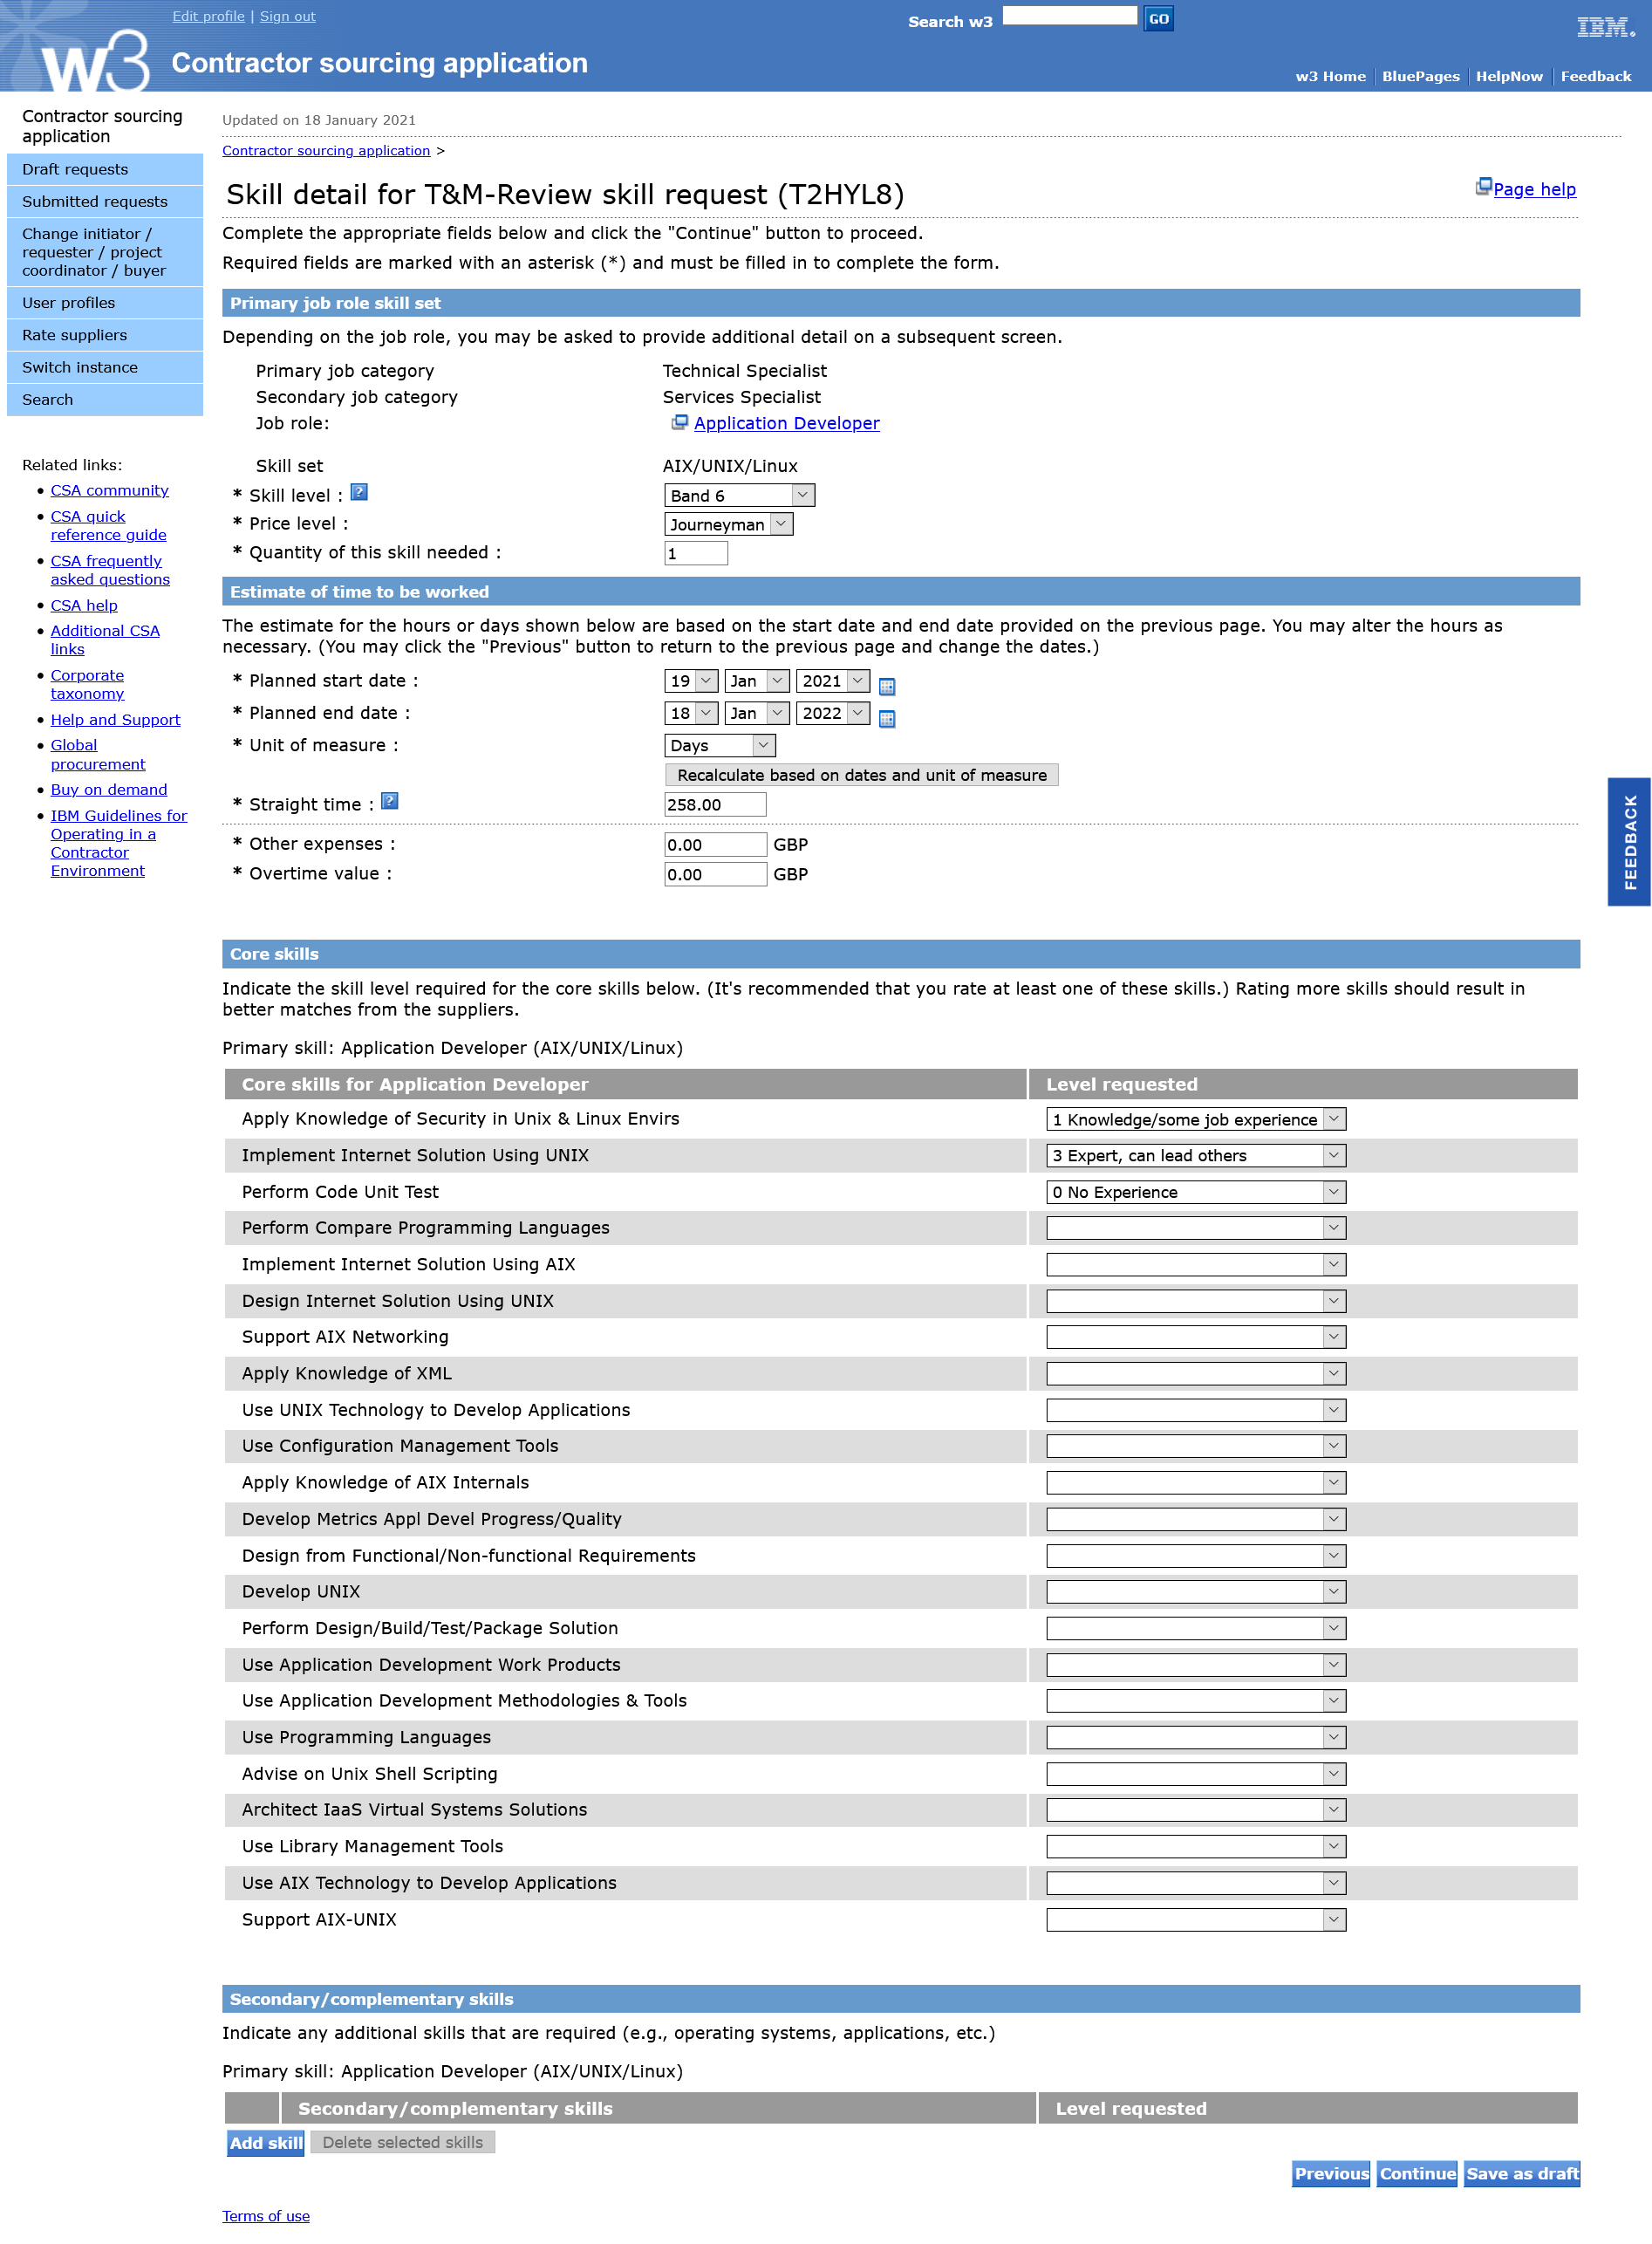 Edit profile | Sign out
Search w3 GO
IBM
w3 Contractor sourcing application
w3 Home BluePages HelpNow Feedback
Contractor sourcing
application
Draft requests
Submitted requests
Change initiator /
requester / project
coordinator / buyer
User profiles
Rate suppliers
Switch instance
Search
Related links:
CSA community
CSA quick
reference guide
CSA frequently
asked questions
CSA help
Additional CSA
links
Corporate
taxonomy
Help and Support
Global
procurement
Buy on demand
IBM Guidelines for
Operating in a
Contractor
Environment
Updated on 18 January 2021
Contractor sourcing application >
Skill detail for T&M-Review skill request (T2HYL8)
Page help
Complete the appropriate fields below and click the "Continue" button to proceed.
Required fields are marked with an asterisk (*) and must be filled in to complete the form.
Primary job role skill set
Depending on the job role, you may be asked to provide additional detail on a subsequent screen.
Primary job category Technical Specialist
Secondary job category Services Specialist
Job role: Application Developer
Skill set AIX/UNIX/Linux
* Skill level : ? Band 6
* Price level : Journeyman
* Quantity of this skill needed : 1
Estimate of time to be worked
The estimate for the hours or days shown below are based on the start date and end date provided on the previous page. You may alter the hours as
necessary. (You may click the "Previous" button to return to the previous page and change the dates.)
* Planned start date : 19 Jan 2021
* Planned end date : 18 Jan 2022
* Unit of measure : Days
Recalculate based on dates and unit of measure
* Straight time : ? 258.00
* Other expenses : 0.00 GBP
* Overtime value : 0.00 GBP
FEEDBACK
Core skills
Indicate the skill level required for the core skills below. (It's recommended that you rate at least one of these skills.) Rating more skills should result in
better matches from the suppliers.
Primary skill: Application Developer (AIX/UNIX/Linux)
Core skills for Application Developer Level requested
Apply Knowledge of Security in Unix & Linux Envirs 1 Knowledge/some job experience
Implement Internet Solution Using UNIX 3 Expert, can lead others
Perform Code Unit Test 0 No Experience
Perform Compare Programming Languages
Implement Internet Solution Using AIX
Design Internet Solution Using UNIX
Support AIX Networking
Apply Knowledge of XML
Use UNIX Technology to Develop Applications
Use Configuration Management Tools
Apply Knowledge of AIX Internals
Develop Metrics Appl Devel Progress/Quality
Design from Functional/Non-functional Requirements
Develop UNIX
Perform Design/Build/Test/Package Solution
Use Application Development Work Products
Use Application Development Methodologies & Tools
Use Programming Languages
Advise on Unix Shell Scripting
Architect IaaS Virtual Systems Solutions
Use Library Management Tools
Use AIX Technology to Develop Applications
Support AIX-UNIX
Secondary/complementary skills
Indicate any additional skills that are required (e.g., operating systems, applications, etc.)
Primary skill: Application Developer (AIX/UNIX/Linux)
Secondary/complementary skills Level requested
Add skill Delete selected skills
Previous Continue Save as draft
Terms of use